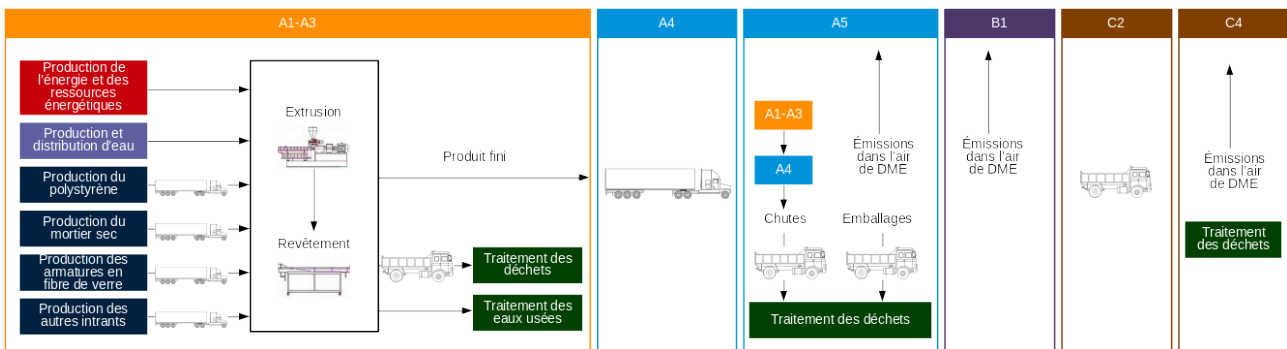 A1-A3
Production de
l'énergie et des
ressources
énergétiques
Production et
distribution d'eau
Production du
polystyrène
Production du
mortier sec
Production des
armatures en
fibre de verre
Production des
autres intrants
Extrusion
Revêtement
Produit fini
Traitement des
déchets
Traitement des
eaux usées
A4
A5
A1-A3
A4
Chutes
Émissions
dans l'air
de DME
Emballages
Traitement des déchets
B1
Émissions
dans l'air
de DME
C2
C4
Émissions
dans l'air
de DME
Traitement
des déchets